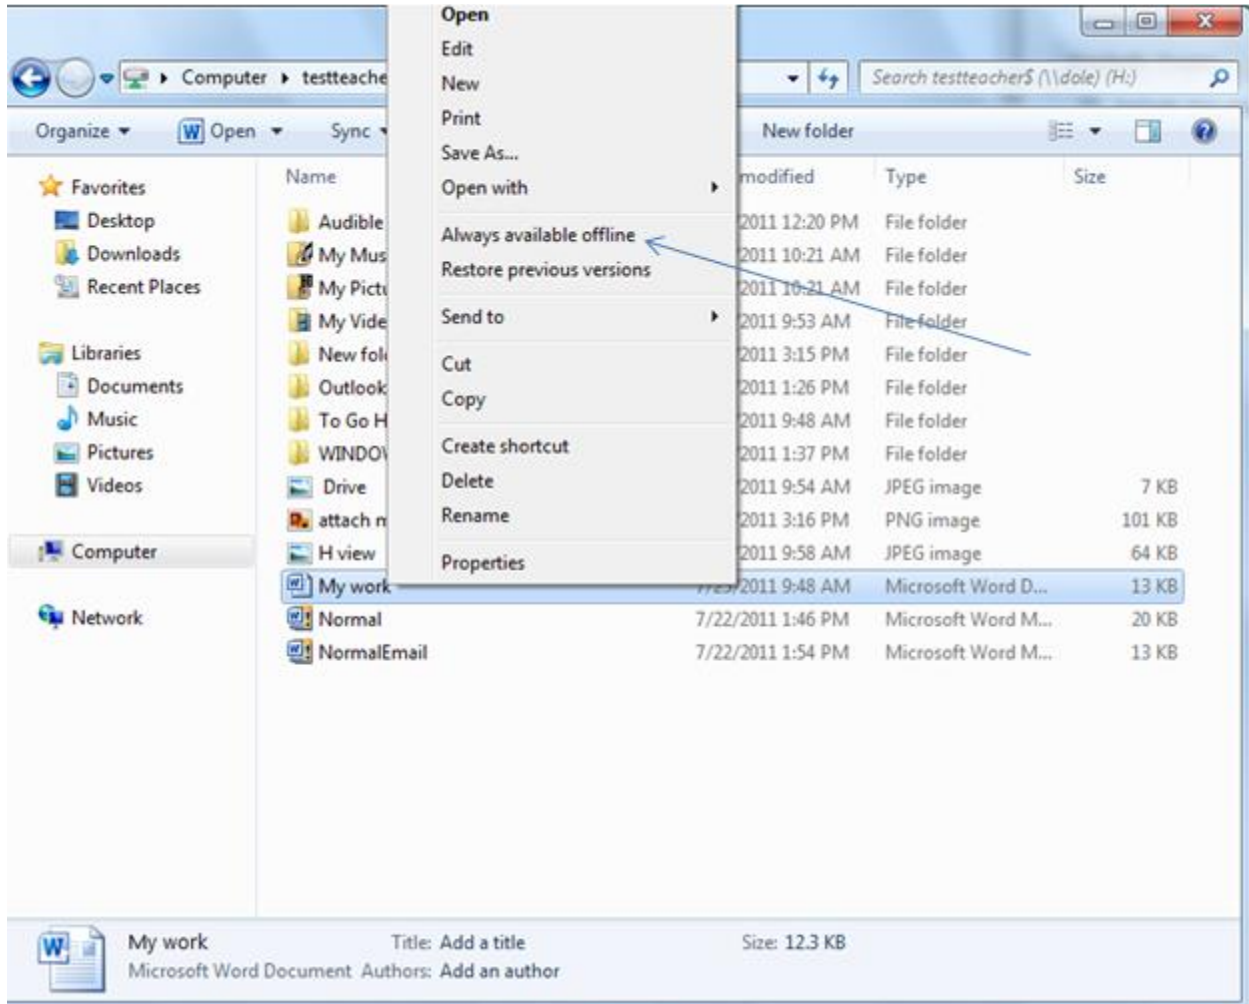 Computer ▸ testteache
Search testteacher$ (\\dole) (H:)
Organize
Open
Sync
New folder
Favorites
Desktop
Downloads
Recent Places
Libraries
Documents
Music
Pictures
Videos
Computer
Network
Open
Edit
New
Print
Save As...
Open with
Always available offline
Restore previous versions
Send to
Cut
Copy
Create shortcut
Delete
Rename
Properties
Name modified Type Size
Audible 2011 12:20 PM File folder
My Mus 2011 10:21 AM File folder
My Pict 2011 10:21 AM File folder
My Vide 2011 9:53 AM File folder
New fol 2011 3:15 PM File folder
Outlook 2011 1:26 PM File folder
To Go H 2011 9:48 AM File folder
WINDO 2011 1:37 PM File folder
Drive 2011 9:54 AM JPEG image 7 KB
attach 2011 3:16 PM PNG image 101 KB
H view 2011 9:58 AM JPEG image 64 KB
My work 2011 9:48 AM Microsoft Word D... 13 KB
Normal 7/22/2011 1:46 PM Microsoft Word M... 20 KB
NormalEmail 7/22/2011 1:54 PM Microsoft Word M... 13 KB
My work Title: Add a title Size: 12.3 KB
Microsoft Word Document Authors: Add an author